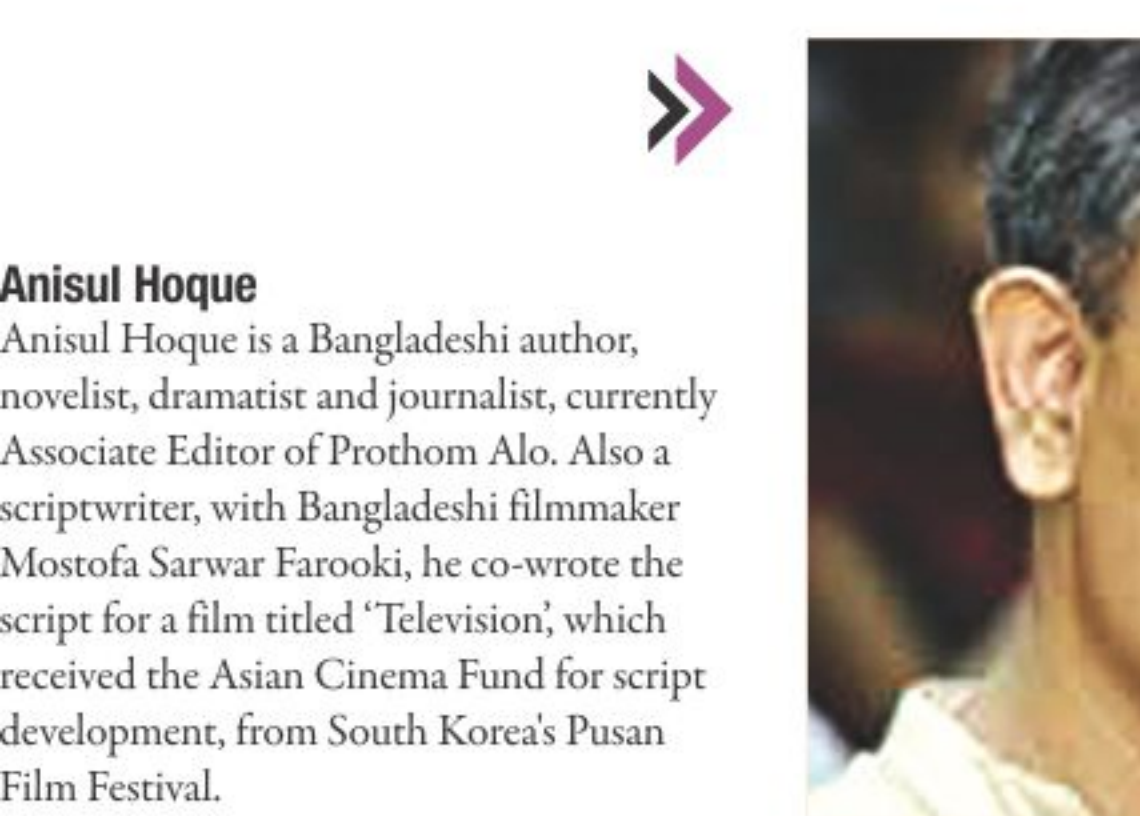 Anisul Hoque
Anisul Hoque is a Bangladeshi author,
novelist, dramatist and journalist, currently
Associate Editor of Prothom Alo. Also a
scriptwriter, with Bangladeshi filmmaker
Mostofa Sarwar Farooki, he co-wrote the
script for a film titled ‘Television’, which
received the Asian Cinema Fund for script
development, from South Korea's Pusan
Film Festival.